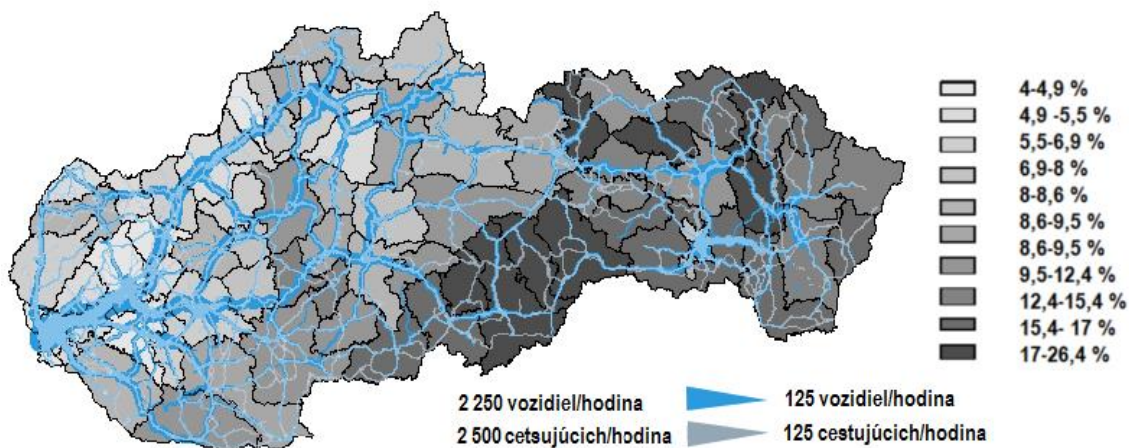 4-4,9 %
4,9 -5,5 %
5,5-6,9 %
6,9-8 %
8-8,6 %
8,6-9,5 %
8,6-9,5 %
9,5-12,4 %
12,4-15,4 %
15,4- 17 %
17-26,4 %
2 250 vozidiel/hodina 125 vozidiel/hodina
2 500 cetsujúcich/hodina 125 cestujúcich/hodina